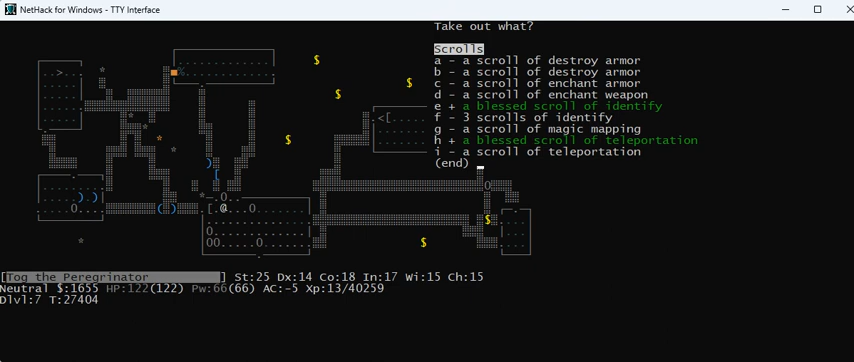 NetHack for Windows - TTY Interface
Take out what?
Scrolls
a - a scroll of destroy armor
b - a scroll of destroy armor
c - a scroll of enchant armor
d - a scroll of enchant weapon
e + a blessed scroll of identify
f - 3 scrolls of identify
g - a scroll of magic mapping
h + a blessed scroll of teleportation
i - a scroll of teleportation
(end)
[Tog the Peregrinator ] St:25 Dx:14 Co:18 In:17 Wi:15 Ch:15
Neutral $:1655 HP:122(122) Pw:66(66) AC:-5 Xp:13/40259
Dlvl:7 T:27404